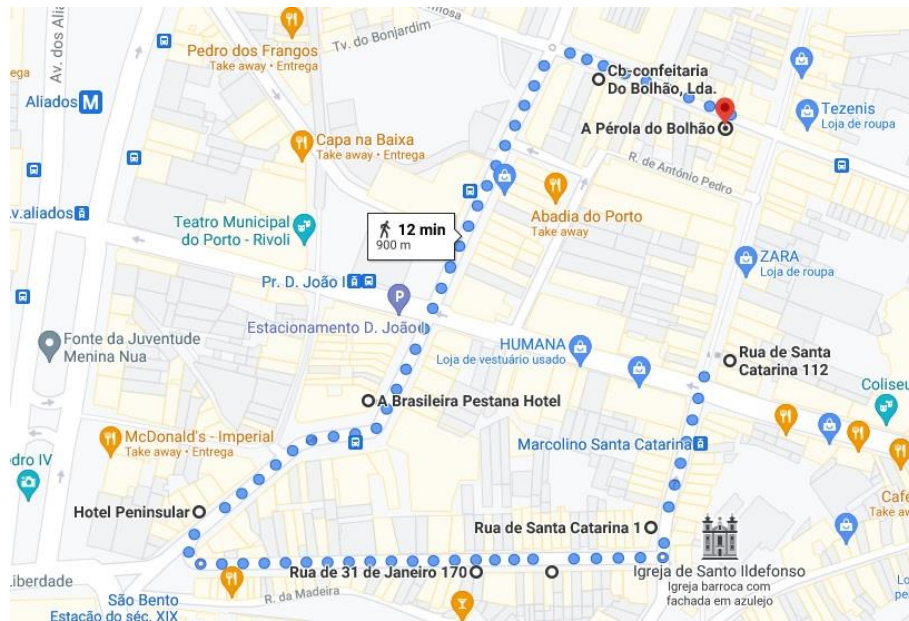 Av. dos Alia
Pedro dos Frangos
Take away • Entrega
Tv. do Bonjardim
Cb-confeitaria
Do Bolhão, Lda.
Aliados M
A Pérola do Bolhão
Tezenis
Loja de roupa
Capa na Baixa
Take away • Entrega
R. de António Pedro
Abadia do Porto
Take away
Av.aliados
Teatro Municipal
do Porto - Rivoli
12 min
900 m
ZARA
Loja de roupa
Pr. D. João I
P
Estacionamento D. João I
Fonte da Juventude
Menina Nua
HUMANA
Loja de vestuário usado
Rua de Santa
Catarina 112
Coliseu
A Brasileira Pestana Hotel
McDonald's - Imperial
Take away • Entrega
Marcolino Santa Catarina
edro IV
Hotel Peninsular
Rua de Santa Catarina 1
Café
Take aw
Liberdade
Rua de 31 de Janeiro 170
Igreja de Santo Ildefonso
Igreja barroca com
fachada em azulejo
São Bento
Estação do séc. XIX
R. da Madeira
Lo
pe